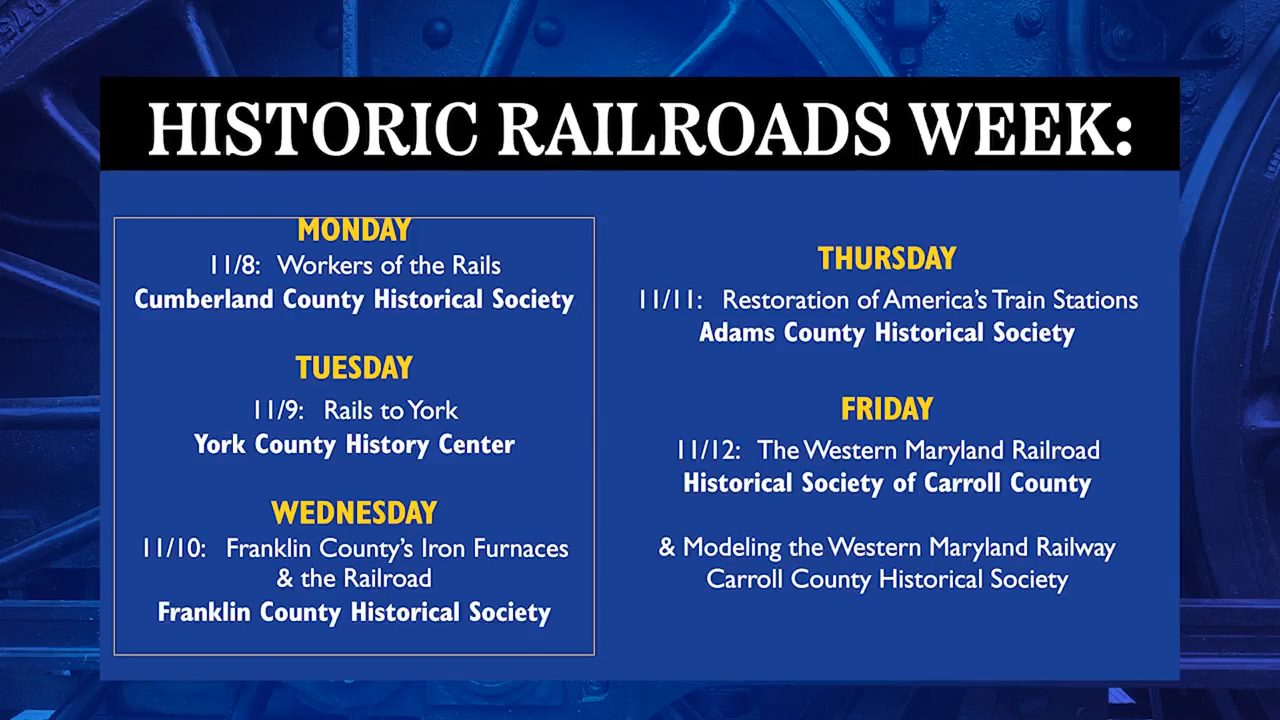 HISTORIC RAILROADS WEEK:
MONDAY
11/8: Workers of the Rails
Cumberland County Historical Society
TUESDAY
11/9: Rails to York
York County History Center
WEDNESDAY
11/10: Franklin County's Iron Furnaces
& the Railroad
Franklin County Historical Society
THURSDAY
11/11: Restoration of America's Train Stations
Adams County Historical Society
FRIDAY
11/12: The Western Maryland Railroad
Historical Society of Carroll County
& Modeling the Western Maryland Railway
Carroll County Historical Society